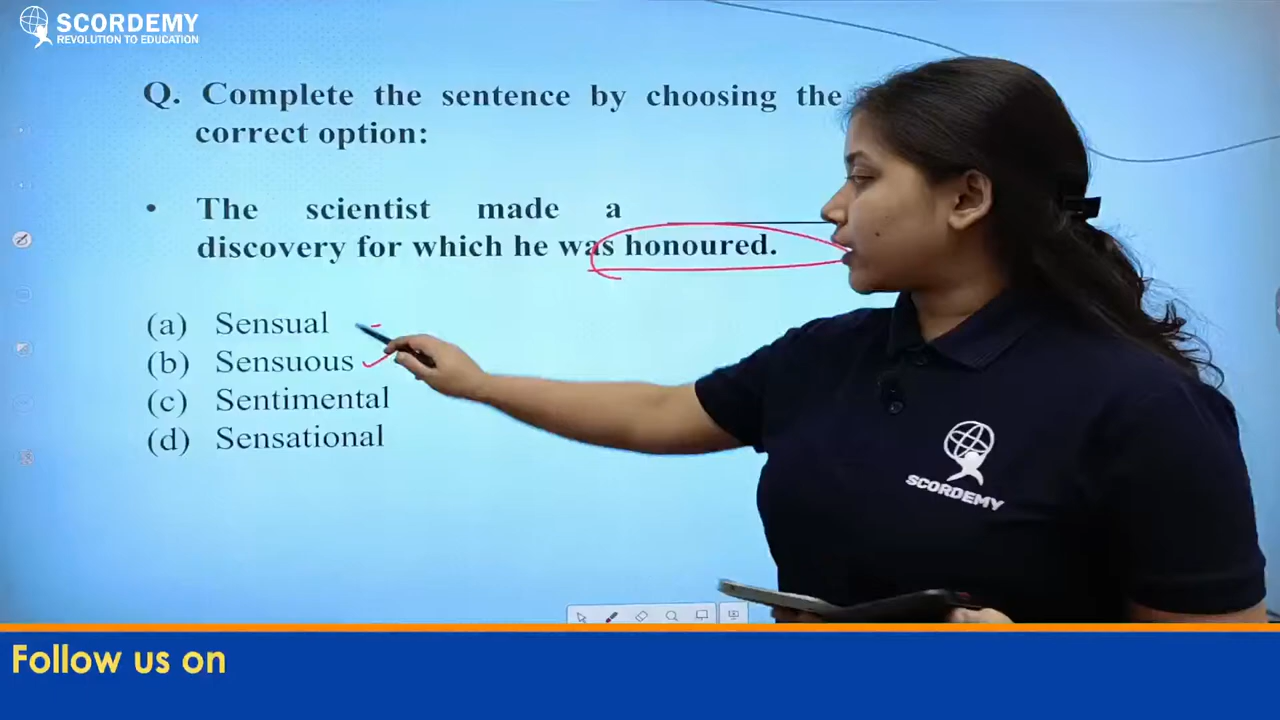 SCORDEMY
REVOLUTION TO EDUCATION
Q. Complete the sentence by choosing the
correct option:
• The scientist made a
discovery for which he was honoured.
(a) Sensual
(b) Sensuous
(c) Sentimental
(d) Sensational
SCORDEMY
Follow us on